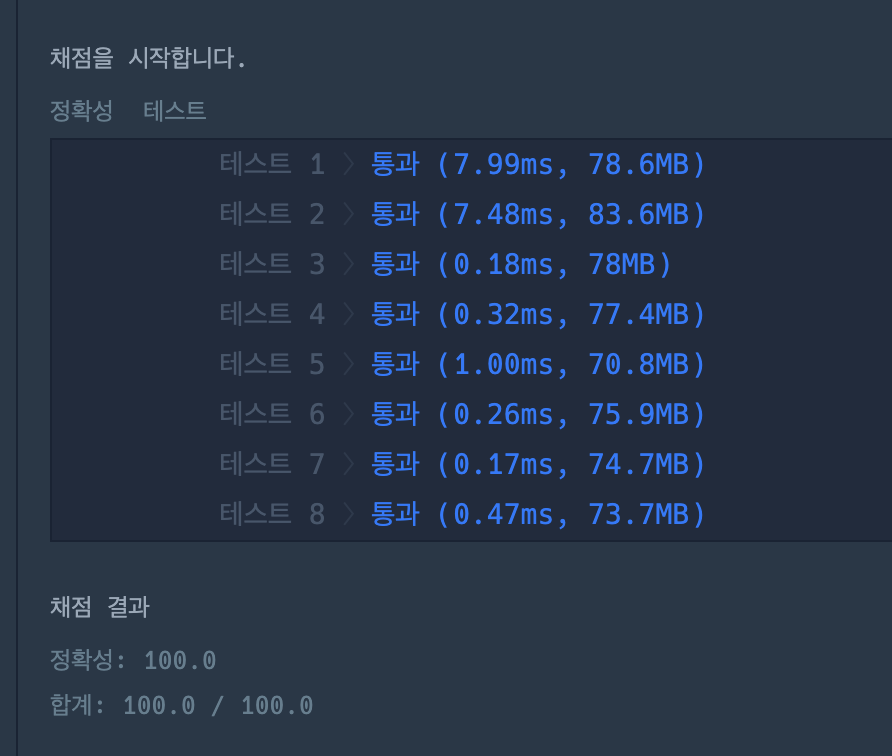 채점을 시작합니다.
정확성 테스트
테스트 1 〉 통과 (7.99ms, 78.6MB)
테스트 2 〉 통과 (7.48ms, 83.6MB)
테스트 3 〉 통과 (0.18ms, 78MB)
테스트 4 〉 통과 (0.32ms, 77.4MB)
테스트 5 〉 통과 (1.00ms, 70.8MB)
테스트 6 〉 통과 (0.26ms, 75.9MB)
테스트 7 〉 통과 (0.17ms, 74.7MB)
테스트 8 〉 통과 (0.47ms, 73.7MB)
채점 결과
정확성: 100.0
합계: 100.0 / 100.0